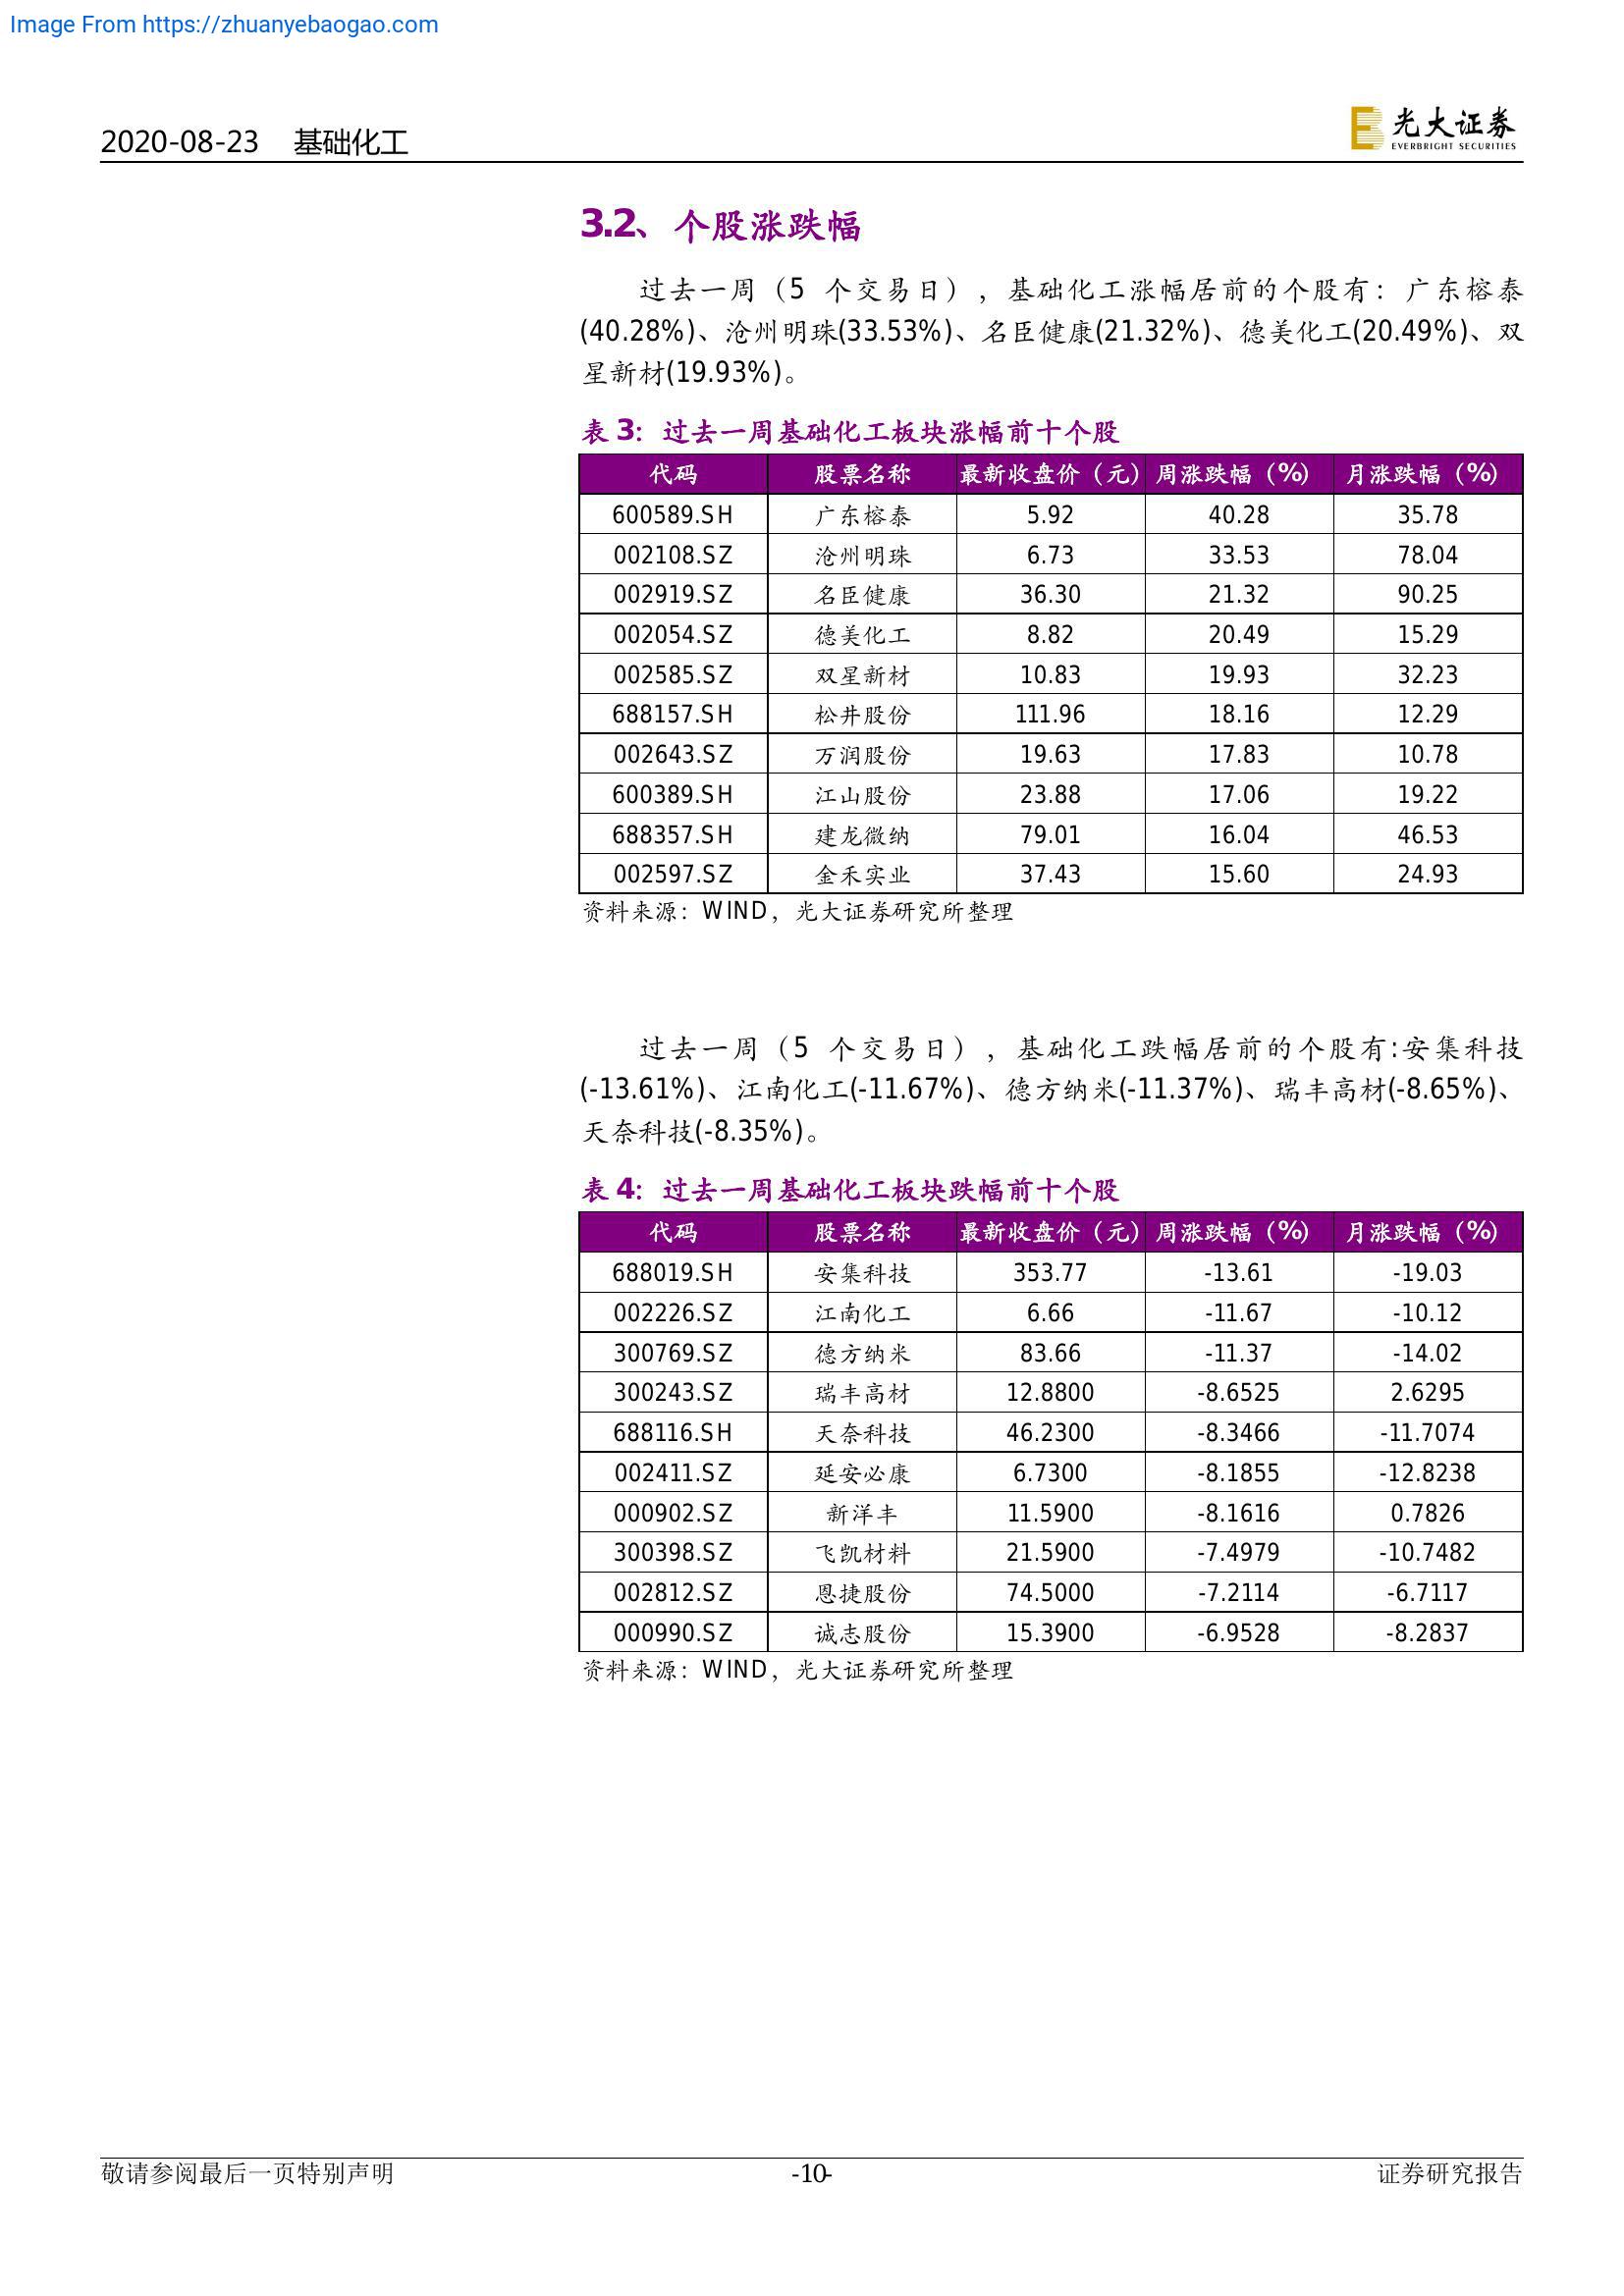 Image From https://zhuanyebaogao.com
2020-08-23 基础化工
光大证券
EVERBRIGHT SECURITIES
3.2、个股涨跌幅
过去一周（5 个交易日），基础化工涨幅居前的个股有：广东榕泰
(40.28%)、沧州明珠(33.53%)、名臣健康(21.32%)、德美化工(20.49%)、双
星新材(19.93%)。
表 3：过去一周基础化工板块涨幅前十个股
代码 股票名称 最新收盘价（元） 周涨跌幅（%） 月涨跌幅（%）
600589.SH 广东榕泰 5.92 40.28 35.78
002108.SZ 沧州明珠 6.73 33.53 78.04
002919.SZ 名臣健康 36.30 21.32 90.25
002054.SZ 德美化工 8.82 20.49 15.29
002585.SZ 双星新材 10.83 19.93 32.23
688157.SH 松井股份 111.96 18.16 12.29
002643.SZ 万润股份 19.63 17.83 10.78
600389.SH 江山股份 23.88 17.06 19.22
688357.SH 建龙微纳 79.01 16.04 46.53
002597.SZ 金禾实业 37.43 15.60 24.93
资料来源：WIND，光大证券研究所整理
过去一周（5 个交易日），基础化工跌幅居前的个股有:安集科技
(-13.61%)、江南化工(-11.67%)、德方纳米(-11.37%)、瑞丰高材(-8.65%)、
天奈科技(-8.35%)。
表 4：过去一周基础化工板块跌幅前十个股
代码 股票名称 最新收盘价（元） 周涨跌幅（%） 月涨跌幅（%）
688019.SH 安集科技 353.77 -13.61 -19.03
002226.SZ 江南化工 6.66 -11.67 -10.12
300769.SZ 德方纳米 83.66 -11.37 -14.02
300243.SZ 瑞丰高材 12.8800 -8.6525 2.6295
688116.SH 天奈科技 46.2300 -8.3466 -11.7074
002411.SZ 延安必康 6.7300 -8.1855 -12.8238
000902.SZ 新洋丰 11.5900 -8.1616 0.7826
300398.SZ 飞凯材料 21.5900 -7.4979 -10.7482
002812.SZ 恩捷股份 74.5000 -7.2114 -6.7117
000990.SZ 诚志股份 15.3900 -6.9528 -8.2837
资料来源：WIND，光大证券研究所整理
敬请参阅最后一页特别声明 -10- 证券研究报告